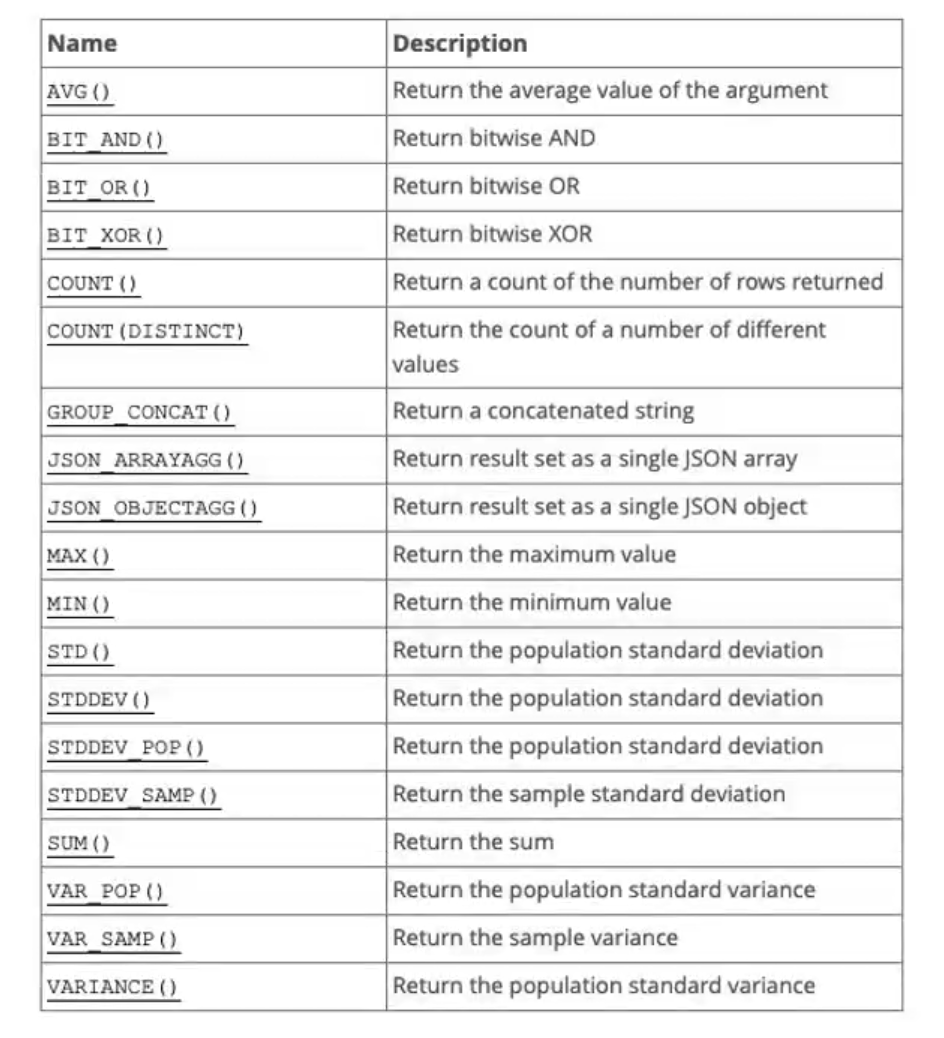 Name Description
AVG() Return the average value of the argument
BIT_AND() Return bitwise AND
BIT_OR() Return bitwise OR
BIT_XOR() Return bitwise XOR
COUNT() Return a count of the number of rows returned
COUNT(DISTINCT) Return the count of a number of different
values
GROUP_CONCAT() Return a concatenated string
JSON_ARRAYAGG() Return result set as a single JSON array
JSON_OBJECTAGG() Return result set as a single JSON object
MAX() Return the maximum value
MIN() Return the minimum value
STD() Return the population standard deviation
STDDEV() Return the population standard deviation
STDDEV_POP() Return the population standard deviation
STDDEV_SAMP() Return the sample standard deviation
SUM() Return the sum
VAR_POP() Return the population standard variance
VAR_SAMP() Return the sample variance
VARIANCE() Return the population standard variance